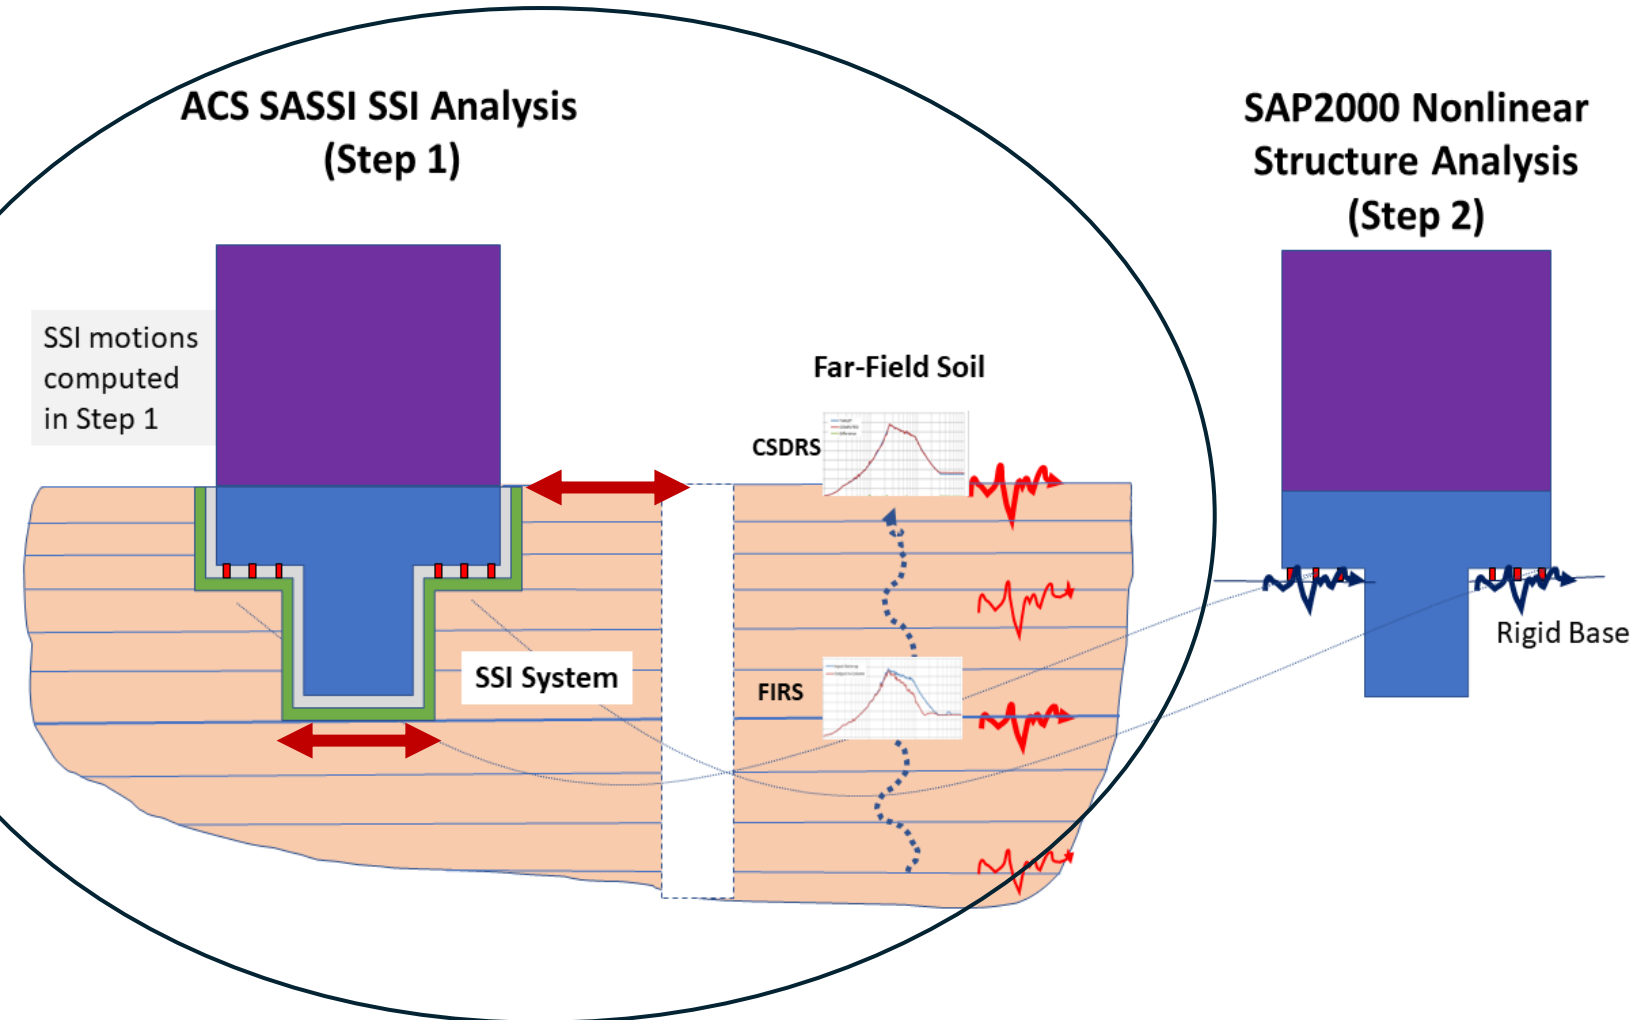 ACS SASSI SSI Analysis
(Step 1)
SAP2000 Nonlinear
Structure Analysis
(Step 2)
SSI motions
computed
in Step 1
Far-Field Soil
CSDRS
SSI System
FIRS
Rigid Base